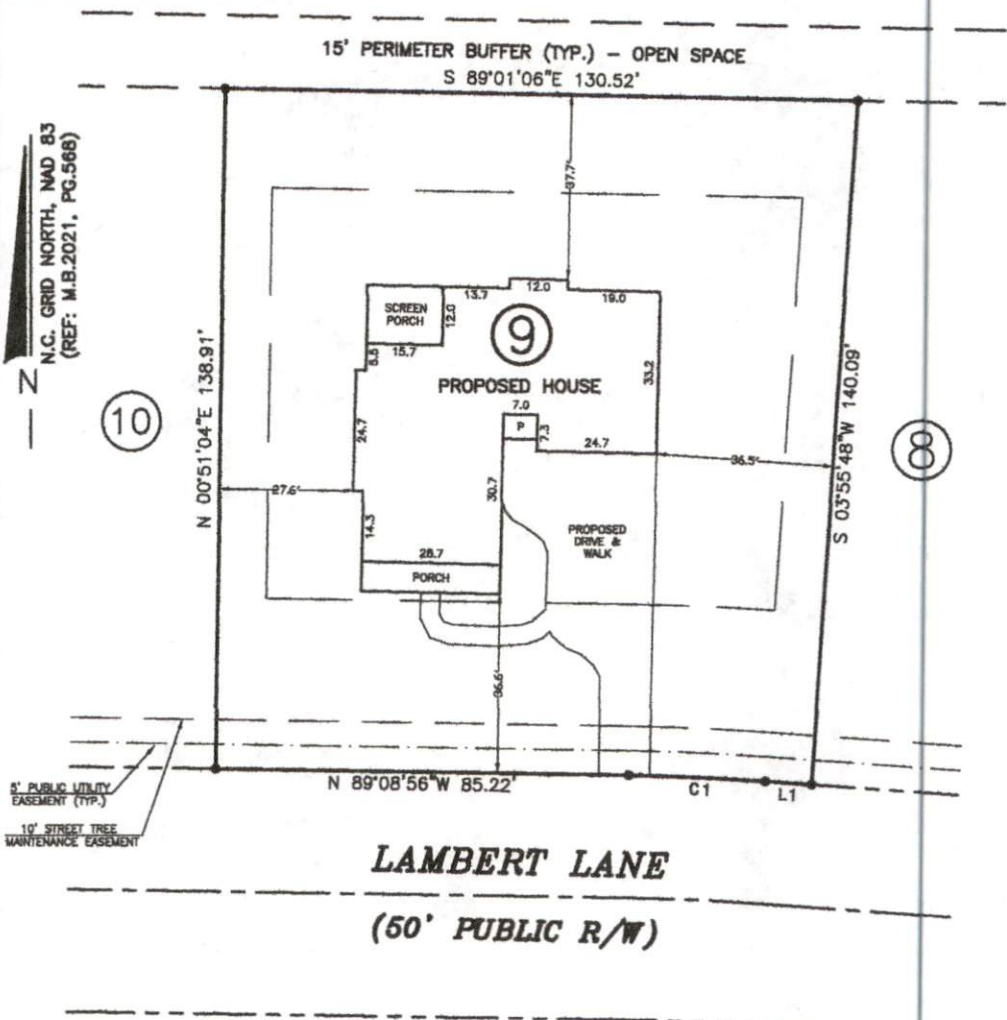 15' PERIMETER BUFFER (TYP.) - OPEN SPACE
S 89°01'06"E 130.52'
N.C. GRID NORTH, NAD 83
(REF: M.B.2021, PG.568)
N
37.7'
13.7
12.0
19.0
SCREEN
PORCH
12.0
15.7
9
5.5
33.2
PROPOSED HOUSE
N 00°51'04"E 138.91'
10
24.7
7.0
P
7.3
24.7
36.5'
S 03°55'48"W 140.09'
8
27.6'
30.7
14.3
PROPOSED
DRIVE &
WALK
PORCH
36.6'
5' PUBLIC UTILITY
EASEMENT (TYP.)
10' STREET TREE
MAINTENANCE EASEMENT
N 89°08'56"W 85.22'
C1
L1
LAMBERT LANE
(50' PUBLIC R/W)